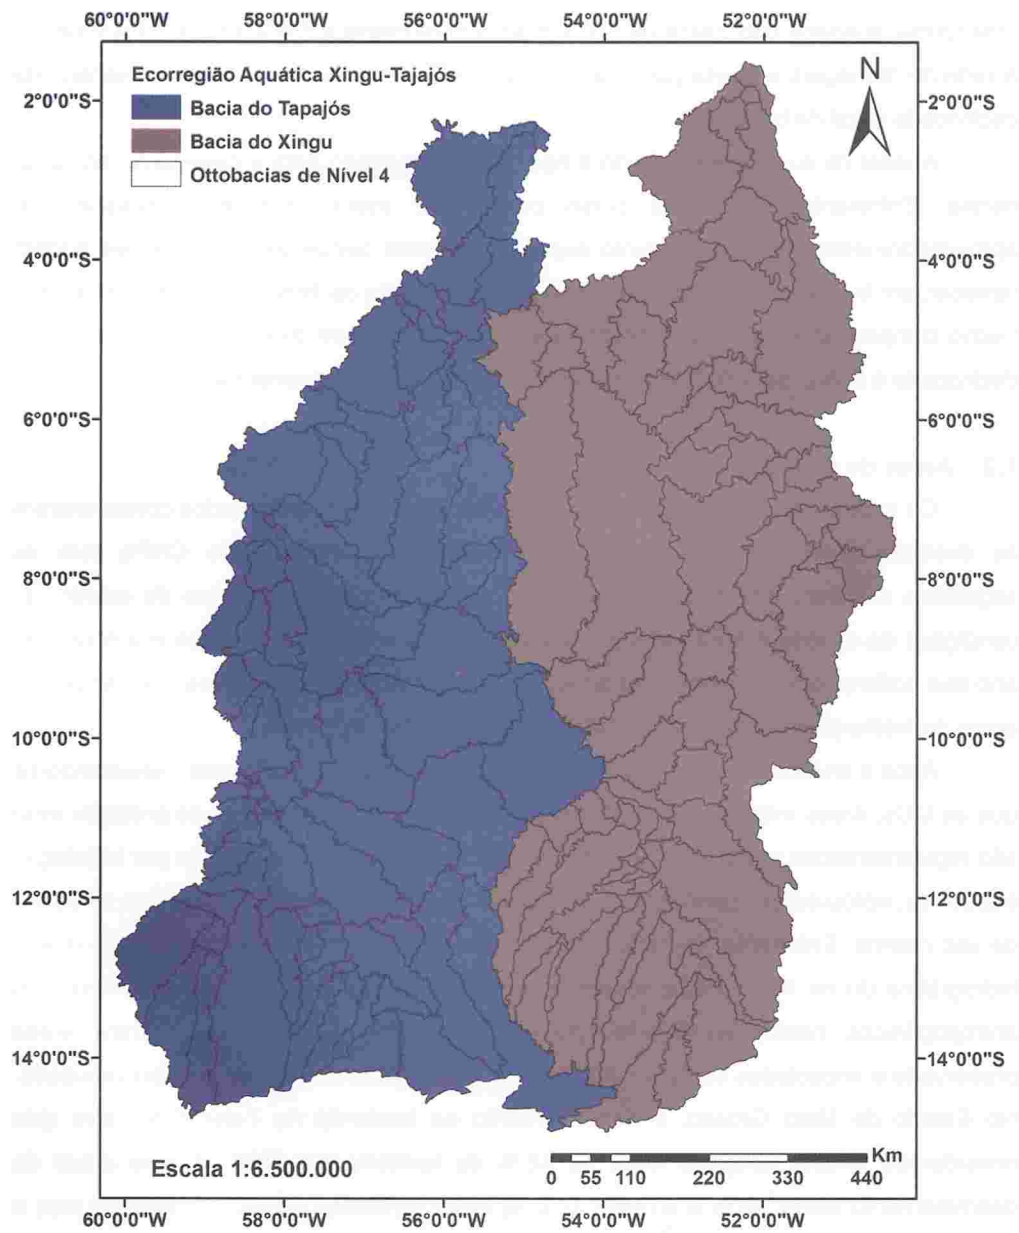 60°0'0"W 58°0'0"W 56°0'0"W 54°0'0"W 52°0'0"W
Ecorregião Aquática Xingu-Tajajós
Bacia do Tapajós
Bacia do Xingu
Ottobacias de Nível 4
N
2°0'0"S 2°0'0"S
4°0'0"S 4°0'0"S
6°0'0"S 6°0'0"S
8°0'0"S 8°0'0"S
10°0'0"S 10°0'0"S
12°0'0"S 12°0'0"S
14°0'0"S 14°0'0"S
Escala 1:6.500.000
Km
0 55 110 220 330 440
60°0'0"W 58°0'0"W 56°0'0"W 54°0'0"W 52°0'0"W